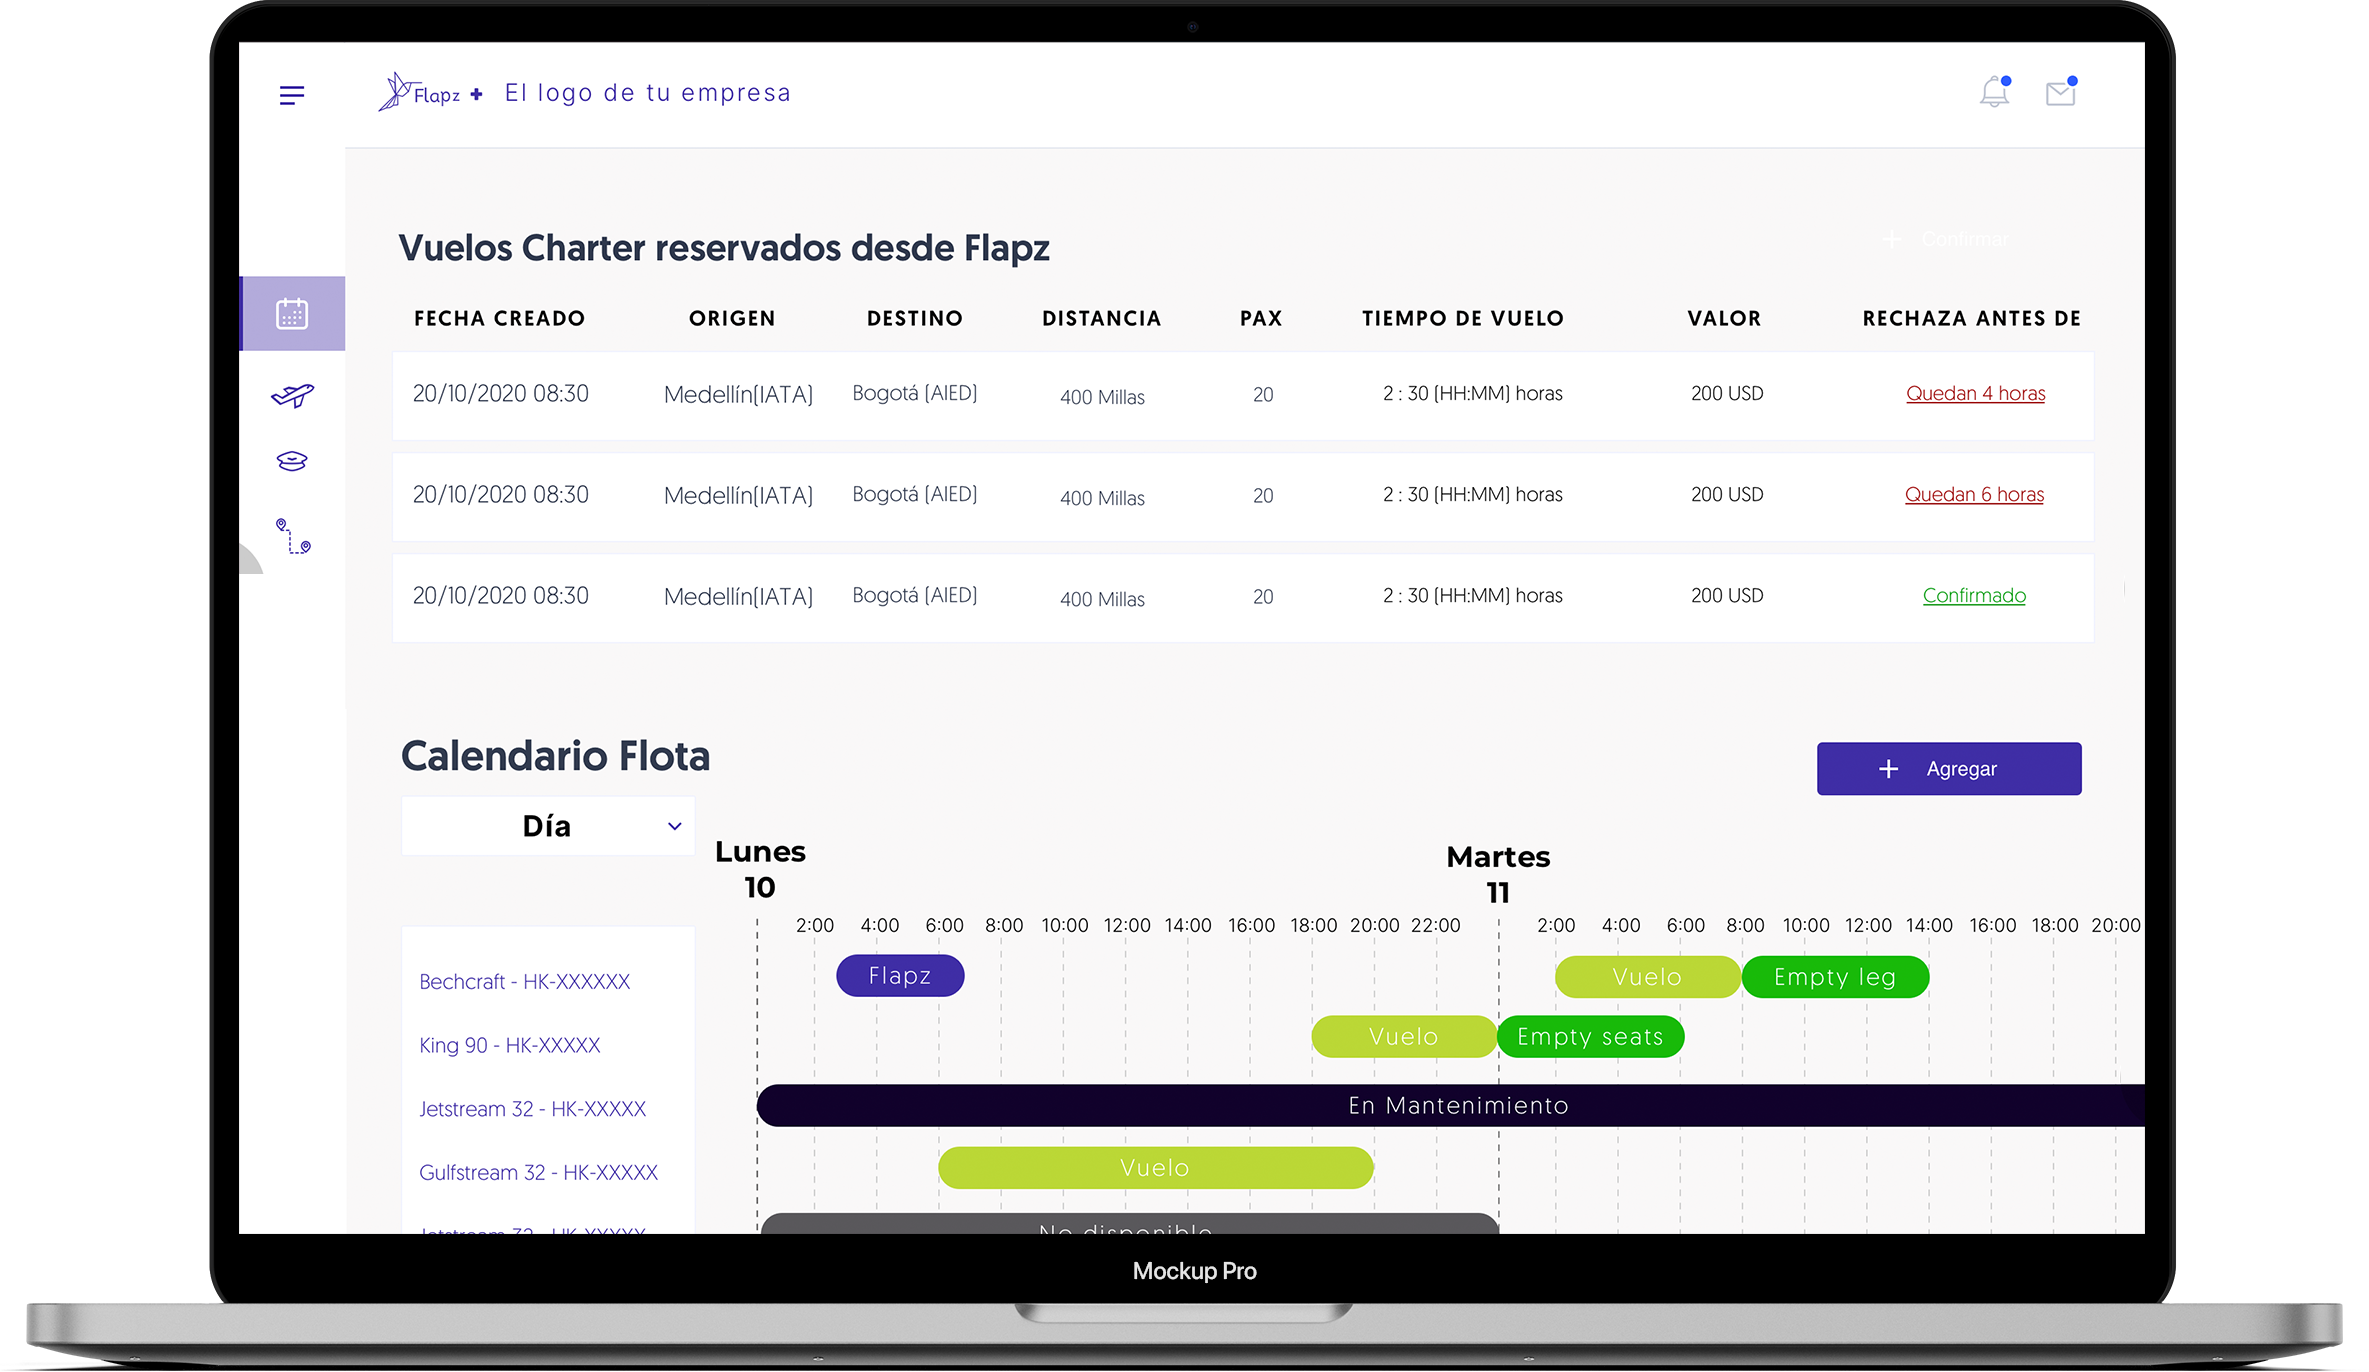 Flapz + El logo de tu empresa
Vuelos Charter reservados desde Flapz
+ Confirmar
FECHA CREADO ORIGEN DESTINO DISTANCIA PAX TIEMPO DE VUELO VALOR RECHAZA ANTES DE
20/10/2020 08:30 Medellín(IATA) Bogotá (AIED) 400 Millas 20 2 : 30 (HH:MM) horas 200 USD Quedan 4 horas
20/10/2020 08:30 Medellín(IATA) Bogotá (AIED) 400 Millas 20 2 : 30 (HH:MM) horas 200 USD Quedan 6 horas
20/10/2020 08:30 Medellín(IATA) Bogotá (AIED) 400 Millas 20 2 : 30 (HH:MM) horas 200 USD Confirmado
Calendario Flota
+ Agregar
Día
Lunes
10
Martes
11
2:00 4:00 6:00 8:00 10:00 12:00 14:00 16:00 18:00 20:00 22:00 2:00 4:00 6:00 8:00 10:00 12:00 14:00 16:00 18:00 20:00
Bechcraft - HK-XXXXXX Flapz Vuelo Empty leg
King 90 - HK-XXXXX Vuelo Empty seats
Jetstream 32 - HK-XXXXX En Mantenimiento
Gulfstream 32 - HK-XXXXX Vuelo
Jetstream 32 - HK-XXXXX No disponible
Mockup Pro